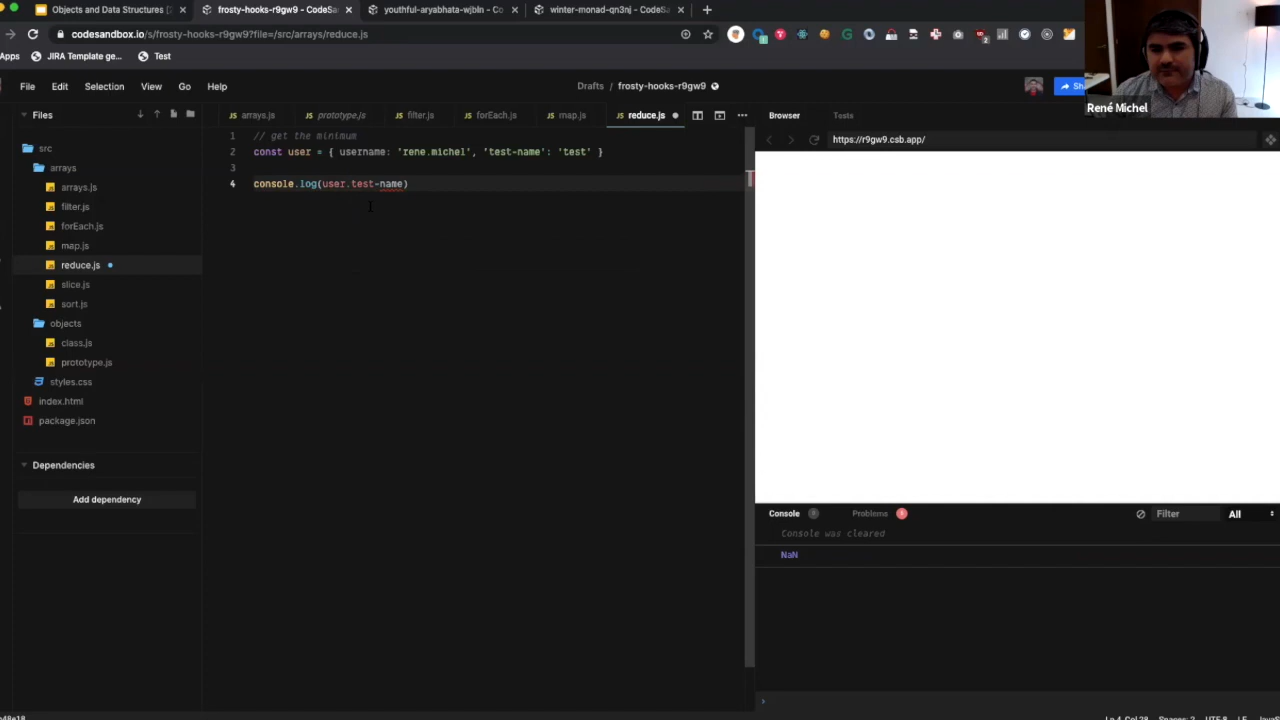 Objects and Data Structures [
frosty-hooks-r9gw9 - CodeSa
youthful-aryabhata-wjbln - Co
winter-monad-qn3nj - CodeSa
codesandbox.io/s/frosty-hooks-r9gw9?file=/src/arrays/reduce.js
Apps
JIRA Template ge...
Test
File
Edit
Selection
View
Go
Help
Drafts / frosty-hooks-r9gw9
Sh
René Michel
Files
arrays.js
prototype.js
filter.js
forEach.js
map.js
reduce.js
Browser
Tests
https://r9gw9.csb.app/
src
arrays
arrays.js
filter.js
forEach.js
map.js
reduce.js
slice.js
sort.js
objects
class.js
prototype.js
styles.css
index.html
package.json
Dependencies
Add dependency
1 // get the minimum
2 const user = { username: 'rene.michel', 'test-name': 'test' }
3
4 console.log(user.test-name)
Console
Problems
Filter
All
Console was cleared
NaN